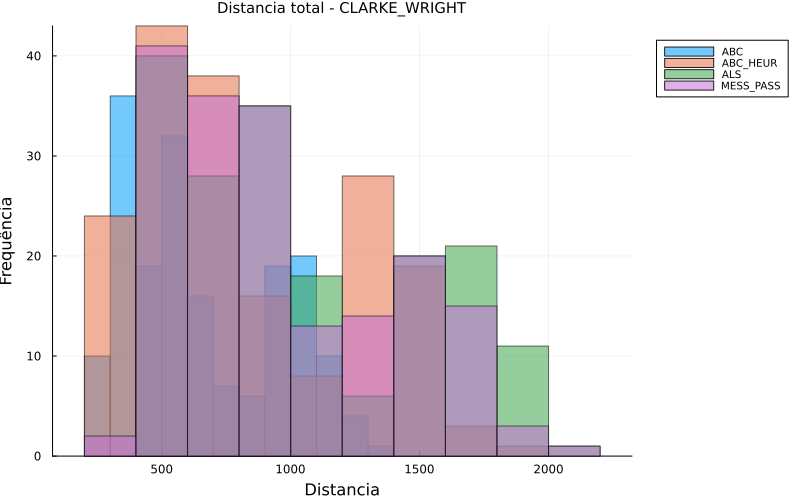 Distancia total - CLARKE_WRIGHT
ABC
ABC_HEUR
ALS
MESS_PASS
Frequência
40
30
20
10
0
500
1000
1500
2000
Distancia